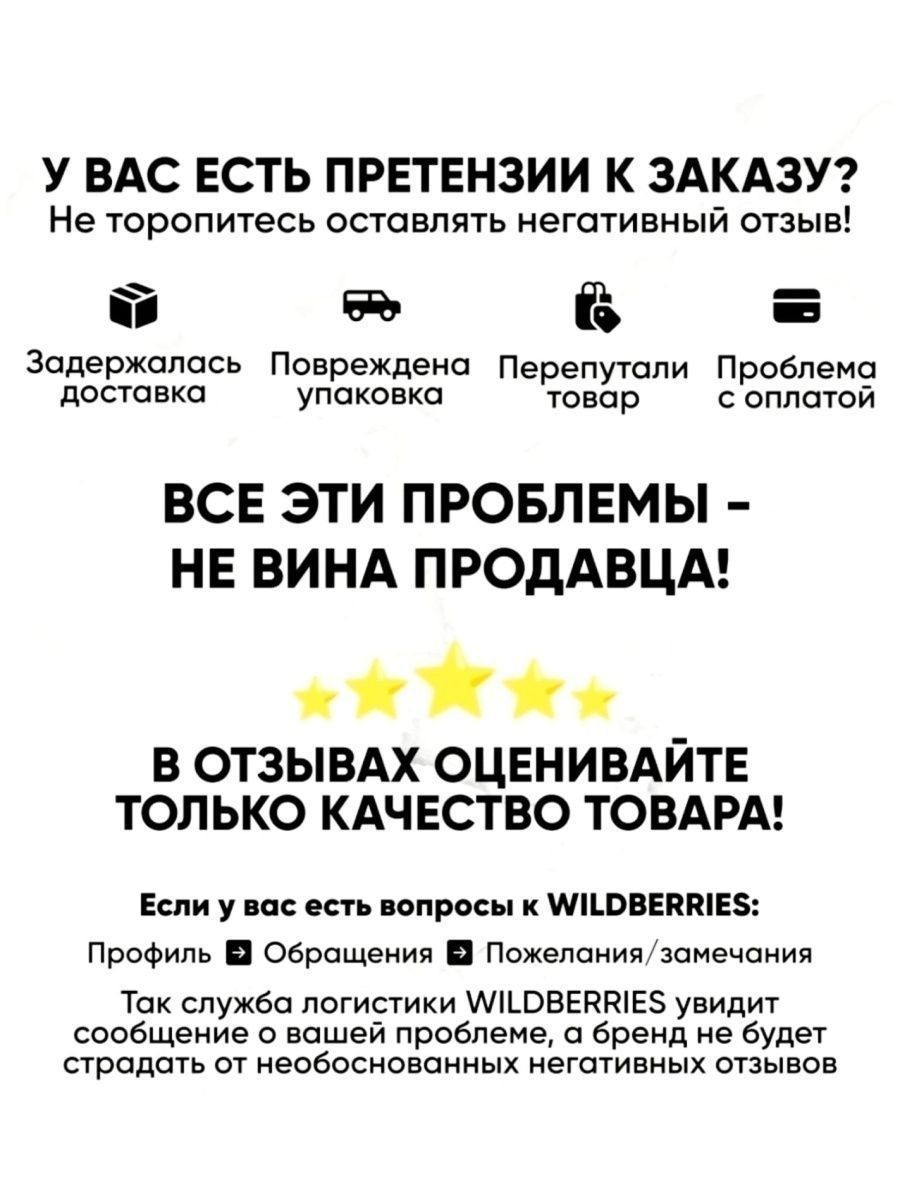 У ВАС ЕСТЬ ПРЕТЕНЗИИ К ЗАКАЗУ?
Не торопитесь оставлять негативный отзыв!
Задержалась
доставка
Повреждена
упаковка
Перепутали
товар
Проблема
с оплатой
ВСЕ ЭТИ ПРОБЛЕМЫ -
НЕ ВИНА ПРОДАВЦА!
В ОТЗЫВАХ ОЦЕНИВАЙТЕ
ТОЛЬКО КАЧЕСТВО ТОВАРА!
Если у вас есть вопросы к WILDBERRIES:
Профиль → Обращения → Пожелания/замечания
Так служба логистики WILDBERRIES увидит
сообщение о вашей проблеме, а бренд не будет
страдать от необоснованных негативных отзывов